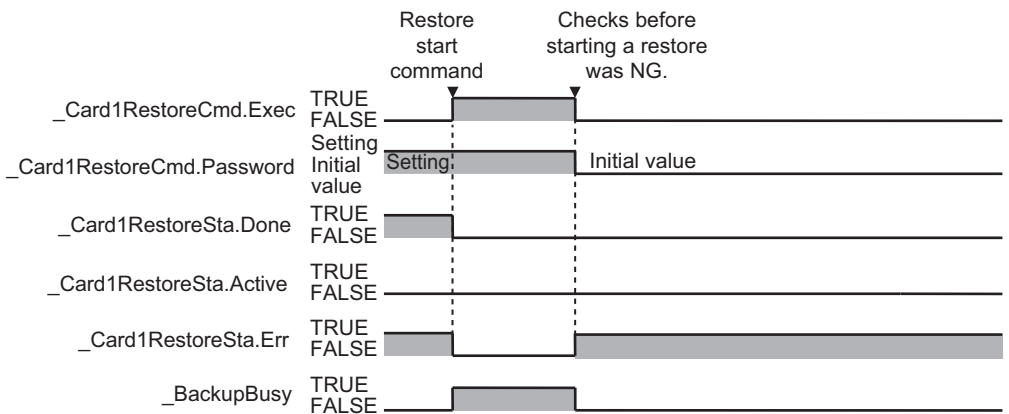 Restore
start
command
Checks before
starting a restore
was NG.
_Card1RestoreCmd.Exec
TRUE
FALSE
_Card1RestoreCmd.Password
Setting
Initial
value
Setting
Initial value
_Card1RestoreSta.Done
TRUE
FALSE
_Card1RestoreSta.Active
TRUE
FALSE
_Card1RestoreSta.Err
TRUE
FALSE
_BackupBusy
TRUE
FALSE